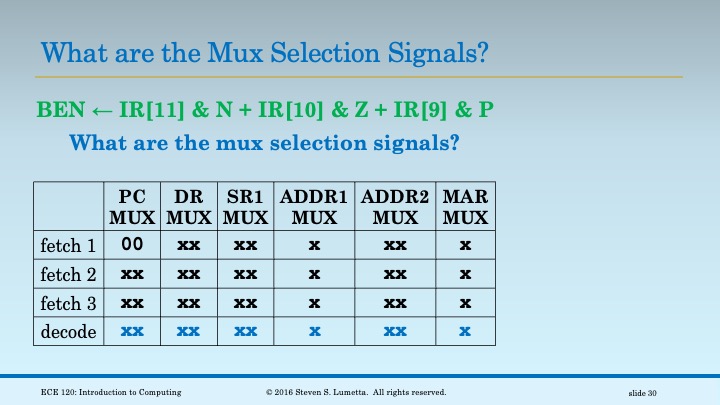 What are the Mux Selection Signals?
BEN ← IR[11] & N + IR[10] & Z + IR[9] & P
What are the mux selection signals?
PC DR SR1 ADDR1 ADDR2 MAR
MUX MUX MUX MUX MUX MUX
fetch 1 00 xx xx x xx x
fetch 2 xx xx xx x xx x
fetch 3 xx xx xx x xx x
decode xx xx xx x xx x
ECE 120: Introduction to Computing © 2016 Steven S. Lumetta. All rights reserved. slide 30